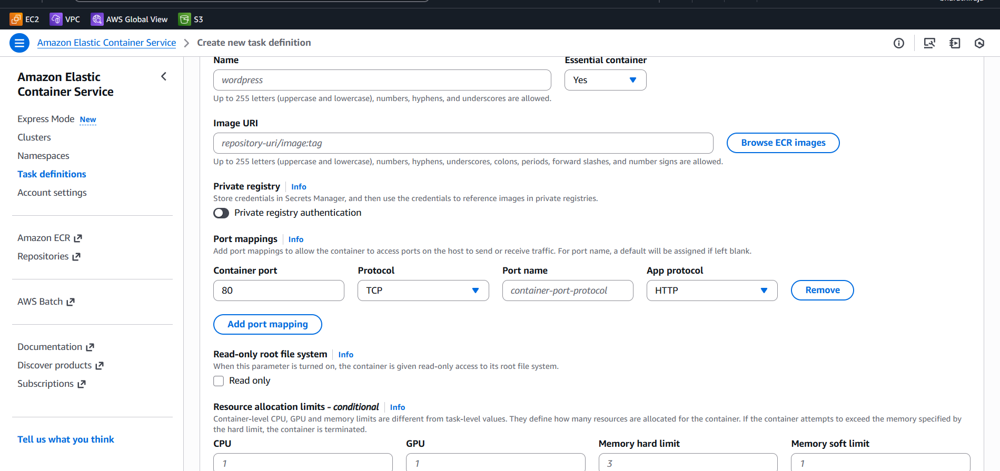 EC2 VPC AWS Global View S3
Amazon Elastic Container Service > Create new task definition
Amazon Elastic
Container Service
Express Mode New
Clusters
Namespaces
Task definitions
Account settings
Amazon ECR
Repositories
AWS Batch
Documentation
Discover products
Subscriptions
Tell us what you think
Name Essential container
wordpress Yes
Up to 255 letters (uppercase and lowercase), numbers, hyphens, and underscores are allowed.
Image URI
repository-uri/image:tag Browse ECR images
Up to 255 letters (uppercase and lowercase), numbers, hyphens, underscores, colons, periods, forward slashes, and number signs are allowed.
Private registry Info
Store credentials in Secrets Manager, and then use the credentials to reference images in private registries.
Private registry authentication
Port mappings Info
Add port mappings to allow the container to access ports on the host to send or receive traffic. For port name, a default will be assigned if left blank.
Container port Protocol Port name App protocol
80 TCP container-port-protocol HTTP Remove
Add port mapping
Read-only root file system Info
When this parameter is turned on, the container is given read-only access to its root file system.
Read only
Resource allocation limits - conditional Info
Container-level CPU, GPU and memory limits are different from task-level values. They define how many resources are allocated for the container. If the container attempts to exceed the memory specified by
the hard limit, the container is terminated.
CPU GPU Memory hard limit Memory soft limit
1 1 3 1